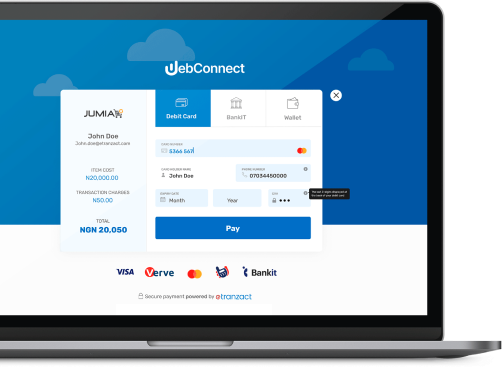 WebConnect
JUMIA
John Doe
John.doe@etranzact.com
ITEM COST
N20,000.00
TRANSACTION CHARGES
N50.00
TOTAL
NGN 20,050
Debit Card
BankIT
Wallet
CARD NUMBER
5366 567
CARD HOLDER NAME
John Doe
PHONE NUMBER
07034450000
EXPIRY DATE
Month
Year
CVV
Pay
VISA
Verve
Bankit
Secure payment powered by etranzact